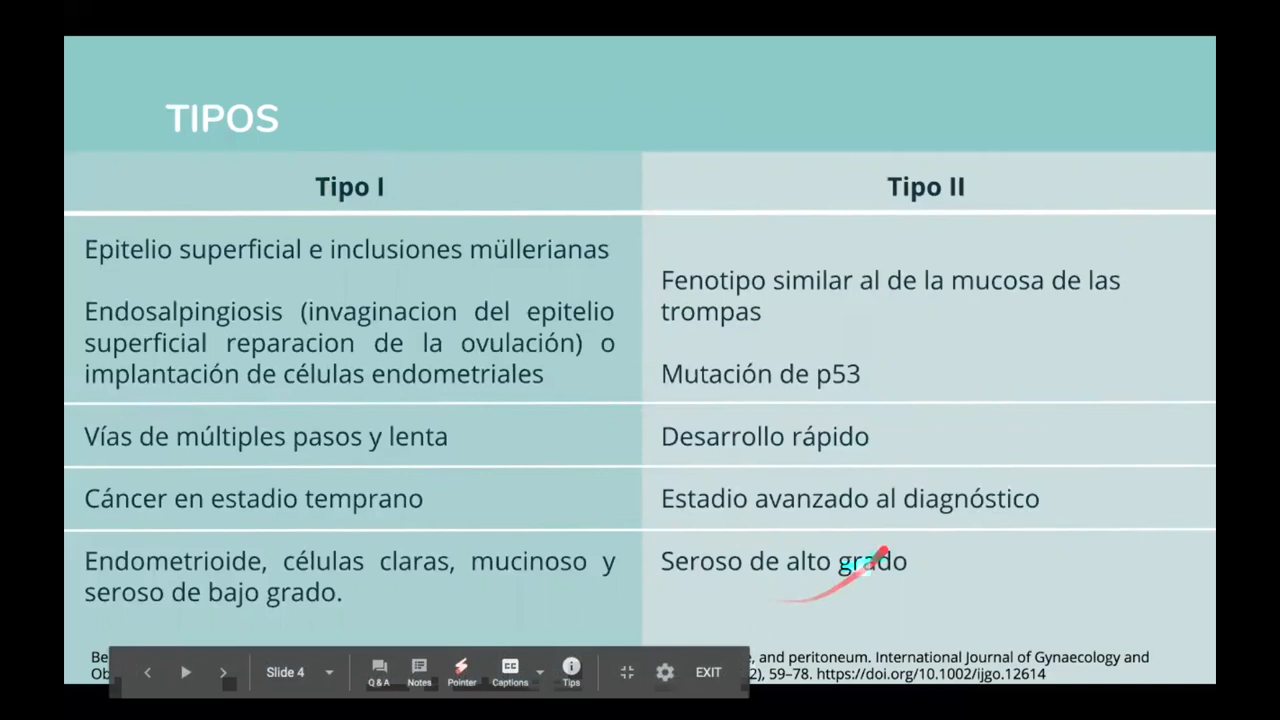 TIPOS
Tipo I
Tipo II
Epitelio superficial e inclusiones müllerianas
Endosalpingiosis (invaginacion del epitelio
superficial reparacion de la ovulación) o
implantación de células endometriales
Fenotipo similar al de la mucosa de las
trompas
Mutación de p53
Vías de múltiples pasos y lenta
Desarrollo rápido
Cáncer en estadio temprano
Estadio avanzado al diagnóstico
Endometrioide, células claras, mucinoso y
seroso de bajo grado.
Seroso de alto grado
Be
, and peritoneum. International Journal of Gynaecology and
Ob
2), 59–78. https://doi.org/10.1002/ijgo.12614
Slide 4
Q & A
Notes
Pointer
CC
Captions
Tips
EXIT